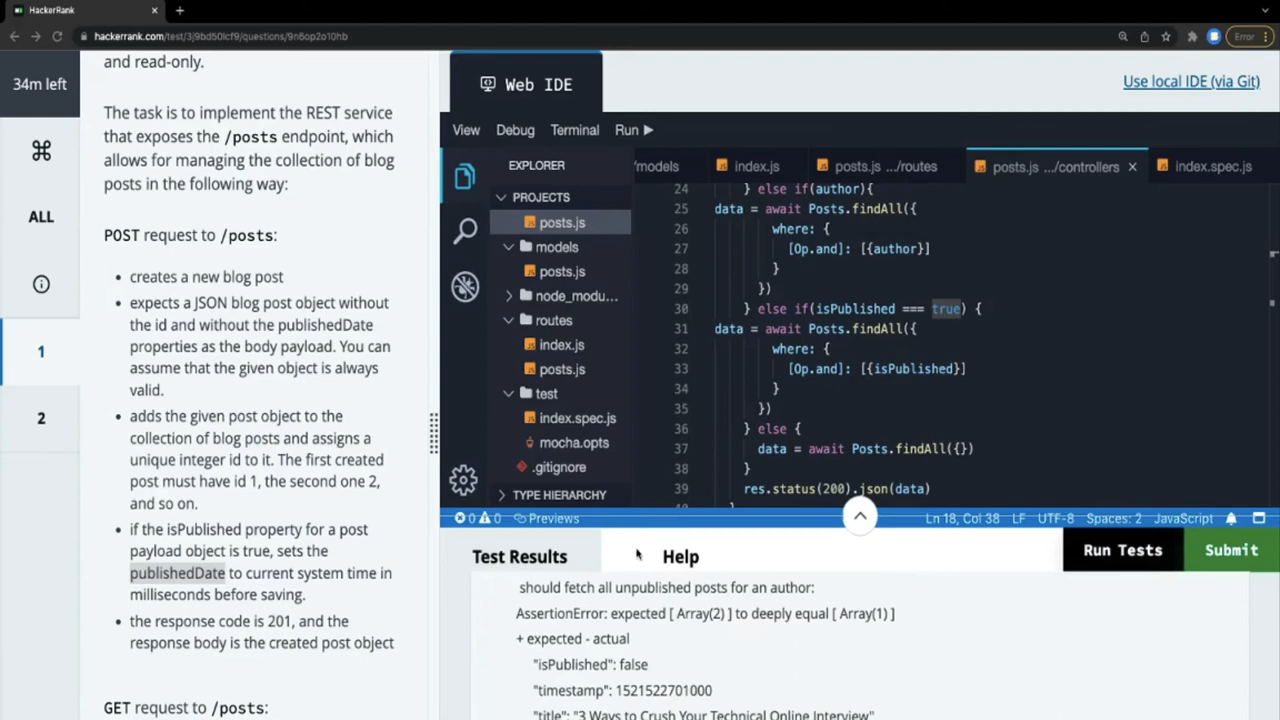 HackerRank
hackerrank.com/test/3j9bd50lcf9/questions/9n6op2o10hb
Error
34m left
ALL
1
2
and read-only.
The task is to implement the REST service
that exposes the /posts endpoint, which
allows for managing the collection of blog
posts in the following way:
POST request to /posts:
• creates a new blog post
• expects a JSON blog post object without
the id and without the publishedDate
properties as the body payload. You can
assume that the given object is always
valid.
• adds the given post object to the
collection of blog posts and assigns a
unique integer id to it. The first created
post must have id 1, the second one 2,
and so on.
• if the isPublished property for a post
payload object is true, sets the
publishedDate to current system time in
milliseconds before saving.
• the response code is 201, and the
response body is the created post object
GET request to /posts:
Web IDE
Use local IDE (via Git)
View Debug Terminal Run
EXPLORER
PROJECTS
posts.js
models
posts.js
node_modu...
routes
index.js
posts.js
test
index.spec.js
mocha.opts
.gitignore
TYPE HIERARCHY
/models index.js posts.js .../routes posts.js .../controllers index.spec.js
24 } else if(author){
25 data = await Posts.findAll({
26 where: {
27 [Op.and]: [{author}]
28 }
29 })
30 } else if(isPublished === true) {
31 data = await Posts.findAll({
32 where: {
33 [Op.and]: [{isPublished}]
34 }
35 })
36 } else {
37 data = await Posts.findAll({})
38 }
39 res.status(200).json(data)
0 0 Previews Ln 18, Col 38 LF UTF-8 Spaces: 2 JavaScript
Test Results Help Run Tests Submit
should fetch all unpublished posts for an author:
AssertionError: expected [ Array(2) ] to deeply equal [ Array(1) ]
+ expected - actual
"isPublished": false
"timestamp": 1521522701000
"title": "3 Ways to Crush Your Technical Online Interview"